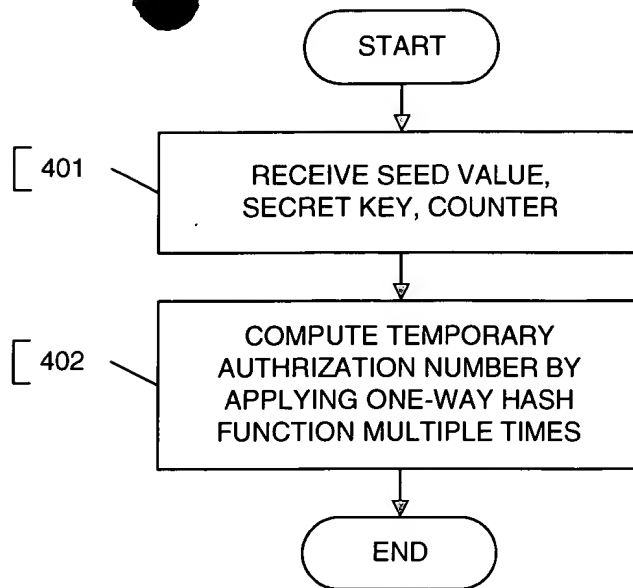 START
401
RECEIVE SEED VALUE,
SECRET KEY, COUNTER
402
COMPUTE TEMPORARY
AUTHRIZATION NUMBER BY
APPLYING ONE-WAY HASH
FUNCTION MULTIPLE TIMES
END